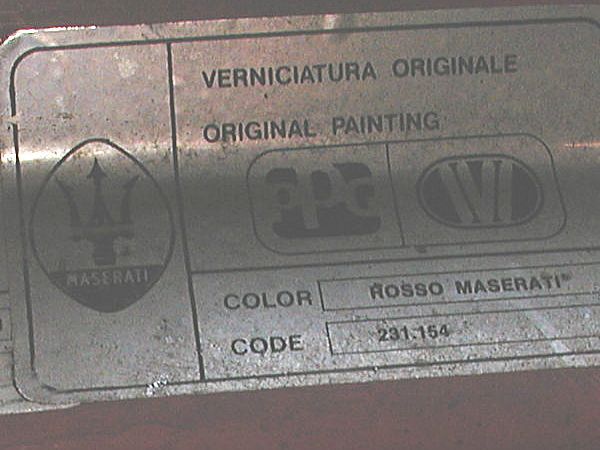 VERNICIATURA ORIGINALE
ORIGINAL PAINTING
PPG
MASERATI
COLOR ROSSO MASERATI
CODE 231.154